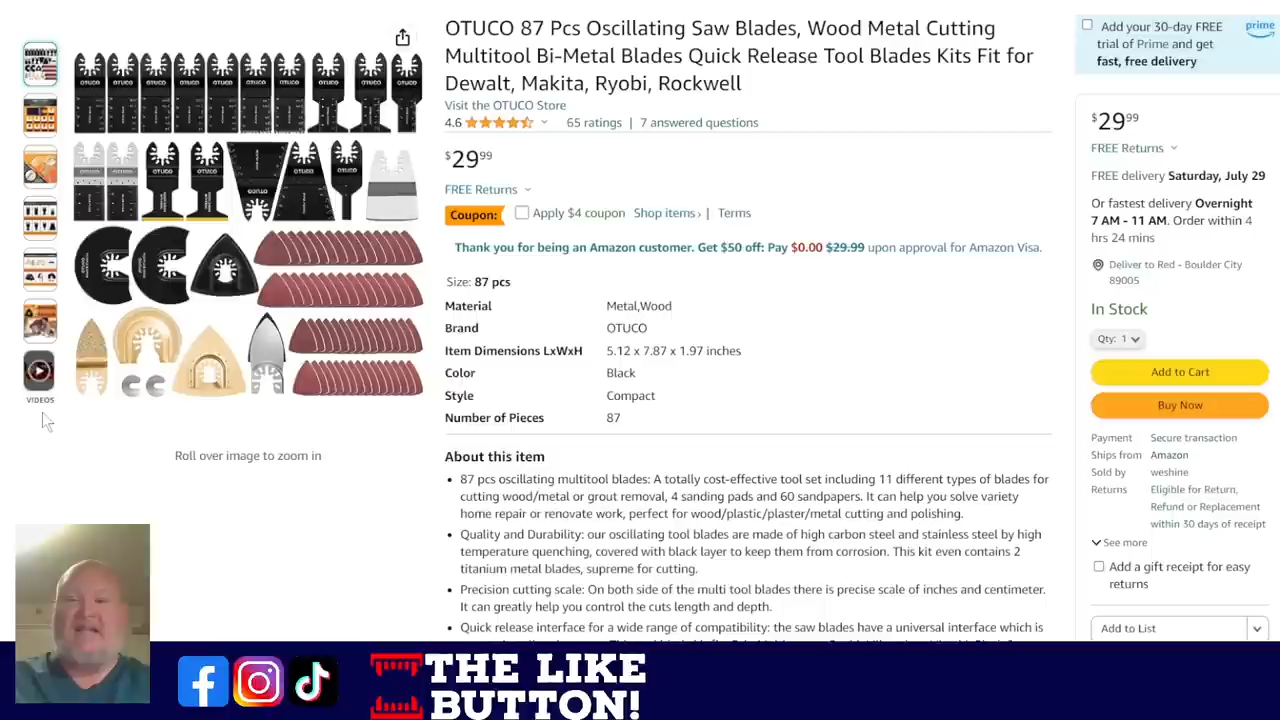 OTUCO 87 Pcs Oscillating Saw Blades, Wood Metal Cutting
Multitool Bi-Metal Blades Quick Release Tool Blades Kits Fit for
Dewalt, Makita, Ryobi, Rockwell
Visit the OTUCO Store
4.6
65 ratings | 7 answered questions
$29.99
FREE Returns
Coupon: Apply $4 coupon Shop items › | Terms
Thank you for being an Amazon customer. Get $50 off: Pay $0.00 $29.99 upon approval for Amazon Visa.
Size: 87 pcs
Material Metal,Wood
Brand OTUCO
Item Dimensions LxWxH 5.12 x 7.87 x 1.97 inches
Color Black
Style Compact
Number of Pieces 87
About this item
• 87 pcs oscillating multitool blades: A totally cost-effective tool set including 11 different types of blades for
cutting wood/metal or grout removal, 4 sanding pads and 60 sandpapers. It can help you solve variety
home repair or renovate work, perfect for wood/plastic/plaster/metal cutting and polishing.
• Quality and Durability: our oscillating tool blades are made of high carbon steel and stainless steel by high
temperature quenching, covered with black layer to keep them from corrosion. This kit even contains 2
titanium metal blades, supreme for cutting.
• Precision cutting scale: On both side of the multi tool blades there is precise scale of inches and centimeter.
It can greatly help you control the cuts length and depth.
• Quick release interface for a wide range of compatibility: the saw blades have a universal interface which is
VIDEOS
Roll over image to zoom in
Add your 30-day FREE
trial of Prime and get
fast, free delivery
prime
$29.99
FREE Returns
FREE delivery Saturday, July 29
Or fastest delivery Overnight
7 AM - 11 AM. Order within 4
hrs 24 mins
Deliver to Red - Boulder City
89005
In Stock
Qty: 1
Add to Cart
Buy Now
Payment Secure transaction
Ships from Amazon
Sold by weshine
Returns Eligible for Return,
Refund or Replacement
within 30 days of receipt
See more
Add a gift receipt for easy
returns
Add to List
THE LIKE
BUTTON!